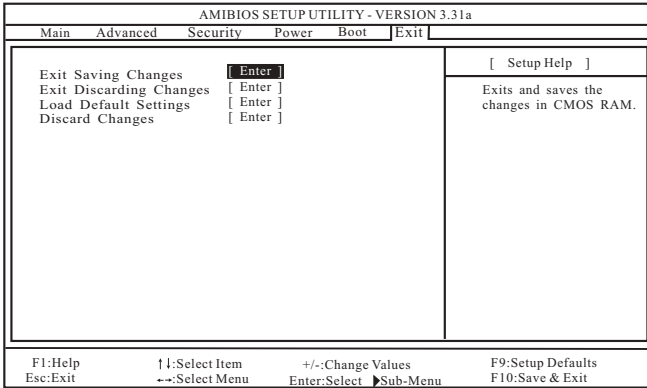 AMIBIOS SETUP UTILITY - VERSION 3.31a
Main Advanced Security Power Boot Exit
Exit Saving Changes [ Enter ]
Exit Discarding Changes [ Enter ]
Load Default Settings [ Enter ]
Discard Changes [ Enter ]
[ Setup Help ]
Exits and saves the
changes in CMOS RAM.
F1:Help ↑↓:Select Item +/-:Change Values F9:Setup Defaults
Esc:Exit ←→:Select Menu Enter:Select ▶Sub-Menu F10:Save & Exit